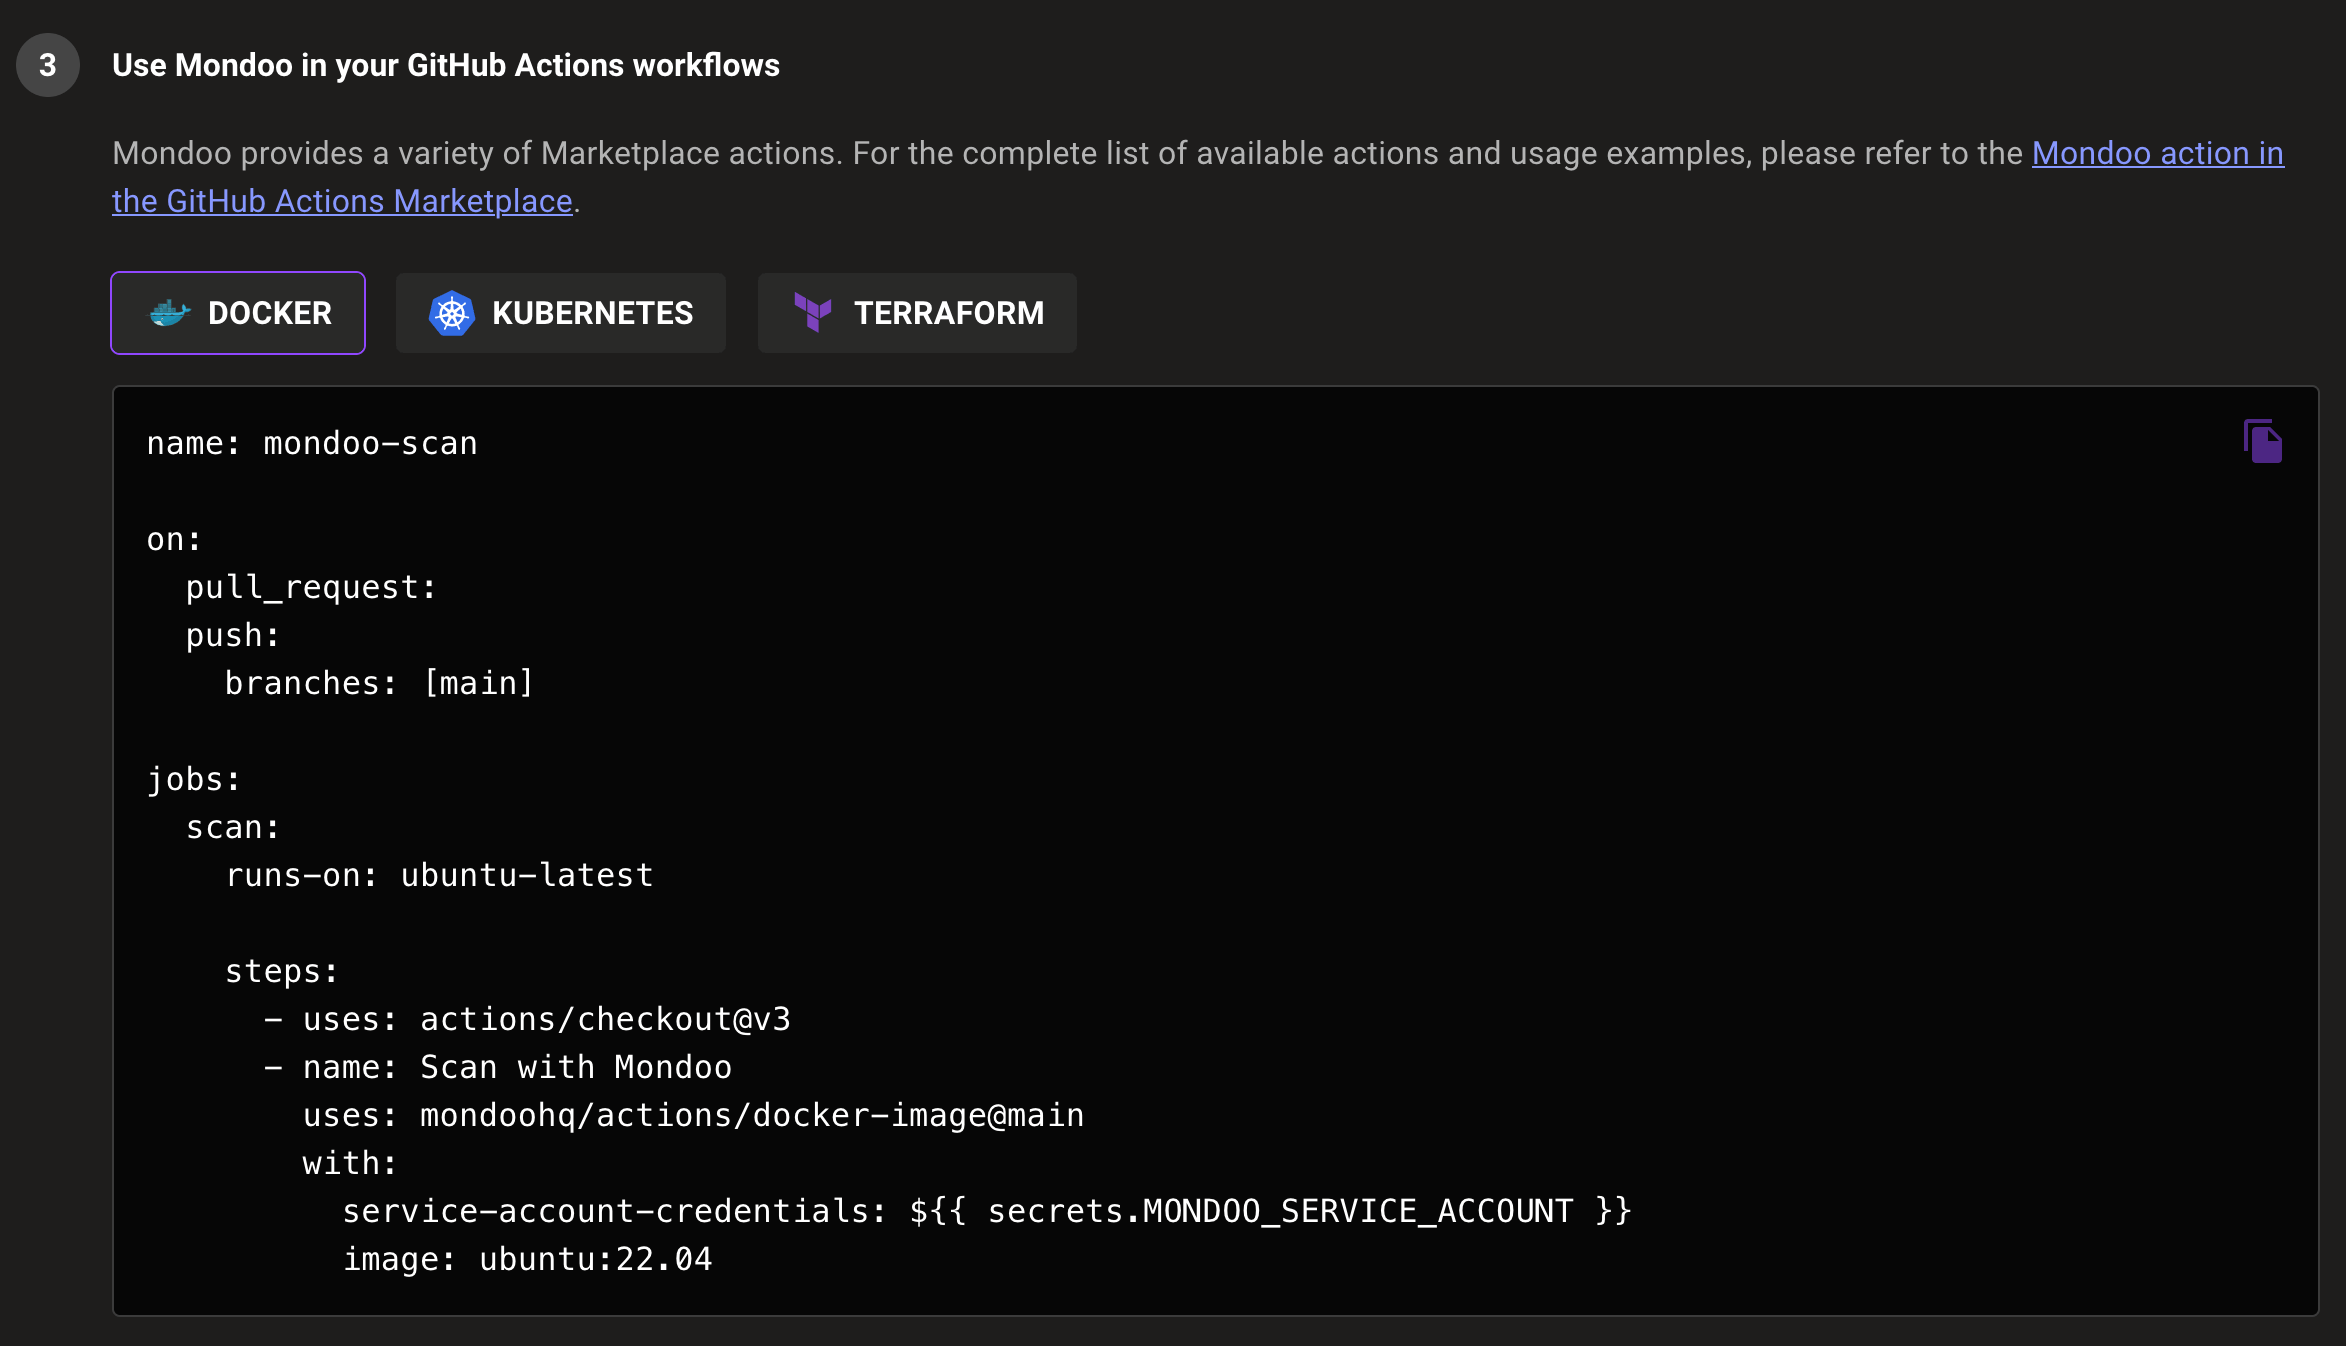 3
Use Mondoo in your GitHub Actions workflows
Mondoo provides a variety of Marketplace actions. For the complete list of available actions and usage examples, please refer to the Mondoo action in
the GitHub Actions Marketplace.
DOCKER KUBERNETES TERRAFORM
name: mondoo-scan
on:
  pull_request:
  push:
    branches: [main]
jobs:
  scan:
    runs-on: ubuntu-latest
    steps:
      - uses: actions/checkout@v3
      - name: Scan with Mondoo
        uses: mondoohq/actions/docker-image@main
        with:
          service-account-credentials: ${{ secrets.MONDOO_SERVICE_ACCOUNT }}
          image: ubuntu:22.04